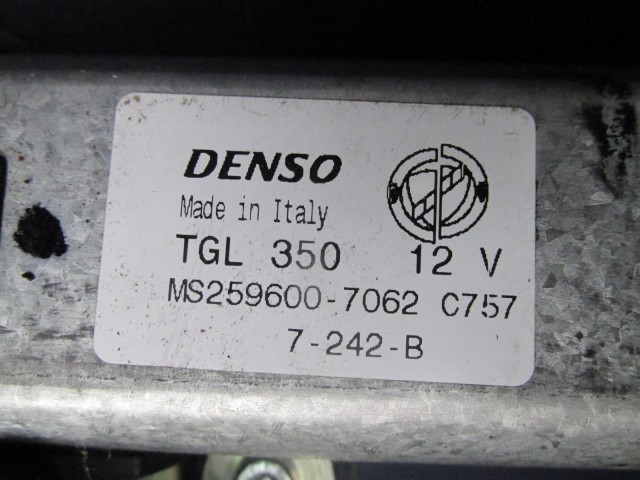 DENSO
Made in Italy
TGL 350 12 V
MS259600-7062 C757
7-242-B